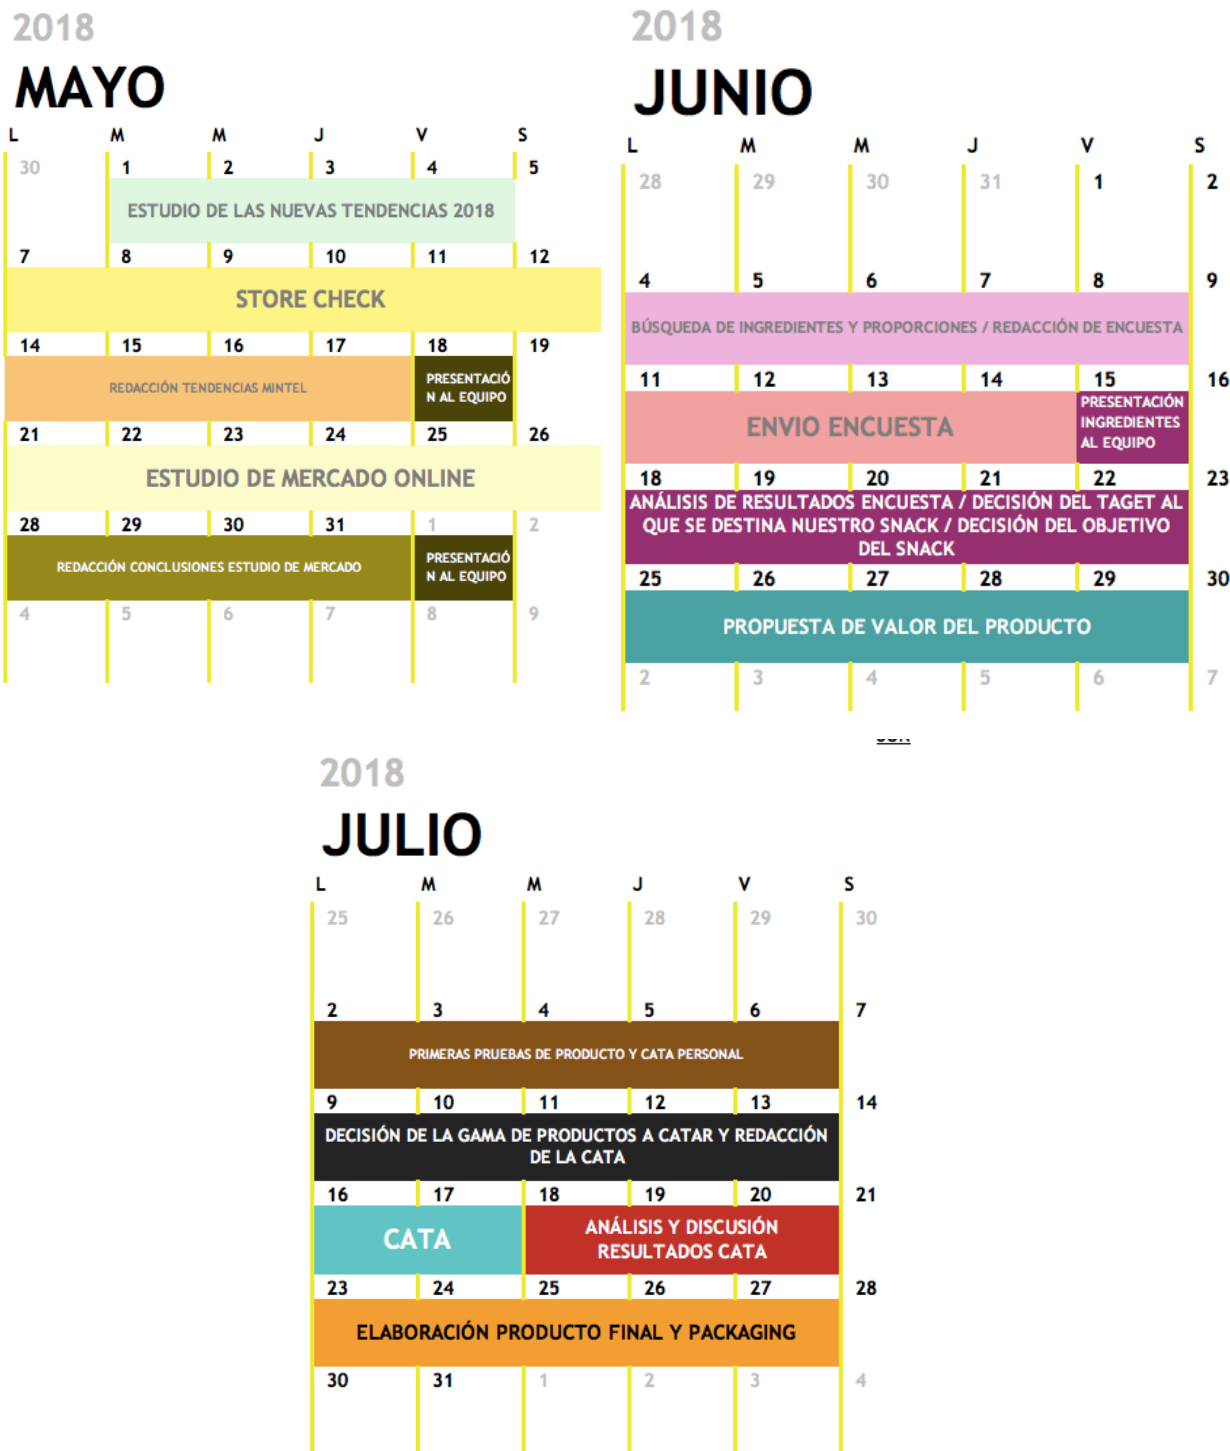 2018
MAYO
L M M J V S
30 1 2 3 4 5
ESTUDIO DE LAS NUEVAS TENDENCIAS 2018
7 8 9 10 11 12
STORE CHECK
14 15 16 17 18 19
REDACCIÓN TENDENCIAS MINTEL
PRESENTACIÓ
N AL EQUIPO
21 22 23 24 25 26
ESTUDIO DE MERCADO ONLINE
28 29 30 31 1 2
REDACCIÓN CONCLUSIONES ESTUDIO DE MERCADO
PRESENTACIÓ
N AL EQUIPO
4 5 6 7 8 9
2018
JUNIO
L M M J V S
28 29 30 31 1 2
4 5 6 7 8 9
BÚSQUEDA DE INGREDIENTES Y PROPORCIONES / REDACCIÓN DE ENCUESTA
11 12 13 14 15 16
ENVIO ENCUESTA
PRESENTACIÓN
INGREDIENTES
AL EQUIPO
18 19 20 21 22 23
ANÁLISIS DE RESULTADOS ENCUESTA / DECISIÓN DEL TAGET AL
QUE SE DESTINA NUESTRO SNACK / DECISIÓN DEL OBJETIVO
DEL SNACK
25 26 27 28 29 30
PROPUESTA DE VALOR DEL PRODUCTO
2 3 4 5 6 7
2018
JULIO
L M M J V S
25 26 27 28 29 30
2 3 4 5 6 7
PRIMERAS PRUEBAS DE PRODUCTO Y CATA PERSONAL
9 10 11 12 13 14
DECISIÓN DE LA GAMA DE PRODUCTOS A CATAR Y REDACCIÓN
DE LA CATA
16 17 18 19 20 21
CATA
ANÁLISIS Y DISCUSIÓN
RESULTADOS CATA
23 24 25 26 27 28
ELABORACIÓN PRODUCTO FINAL Y PACKAGING
30 31 1 2 3 4